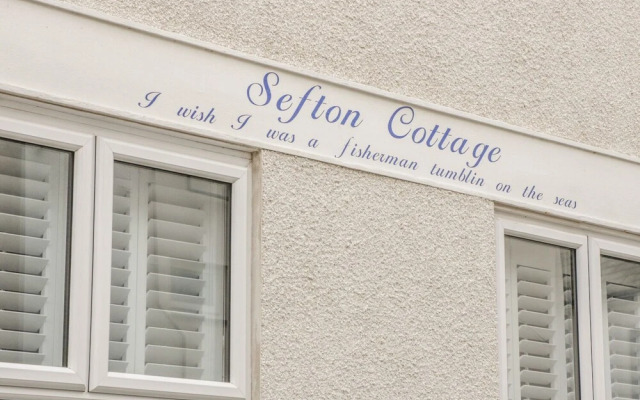 Sefton Cottage
I wish I was a fisherman tumblin on the seas